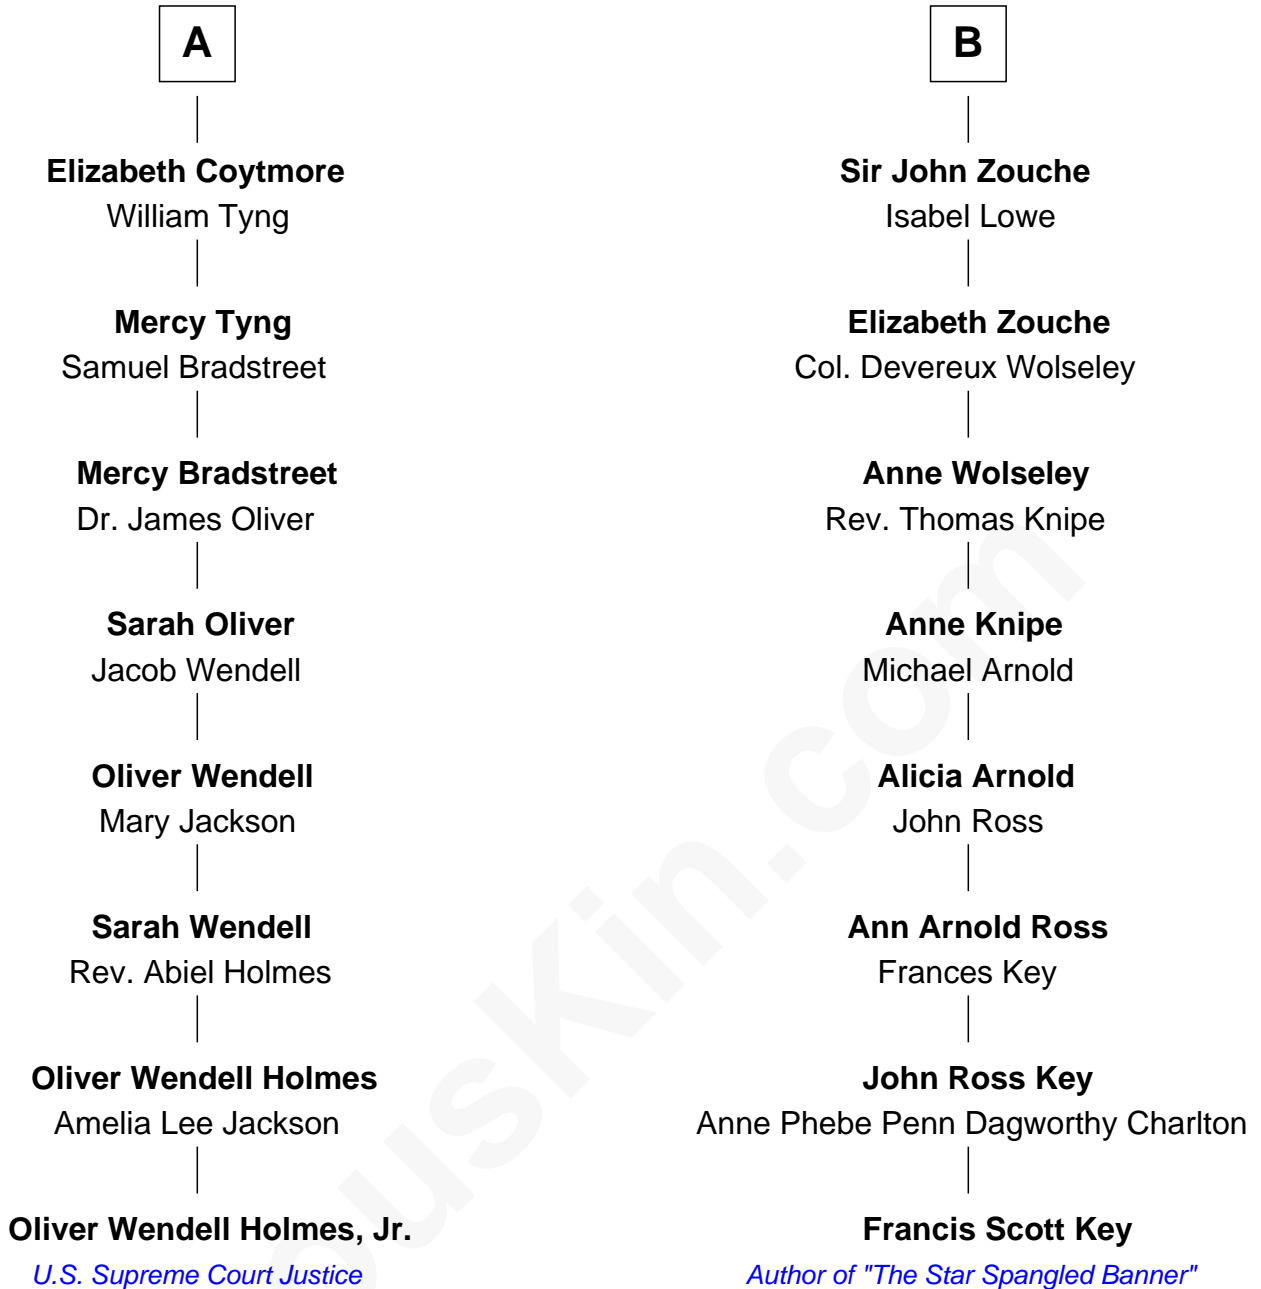 A
Elizabeth Coytmore
William Tyng
Mercy Tyng
Samuel Bradstreet
Mercy Bradstreet
Dr. James Oliver
Sarah Oliver
Jacob Wendell
Oliver Wendell
Mary Jackson
Sarah Wendell
Rev. Abiel Holmes
Oliver Wendell Holmes
Amelia Lee Jackson
Oliver Wendell Holmes, Jr.
U.S. Supreme Court Justice
B
Sir John Zouche
Isabel Lowe
Elizabeth Zouche
Col. Devereux Wolseley
Anne Wolseley
Rev. Thomas Knipe
Anne Knipe
Michael Arnold
Alicia Arnold
John Ross
Ann Arnold Ross
Frances Key
John Ross Key
Anne Phebe Penn Dagworthy Charlton
Francis Scott Key
Author of "The Star Spangled Banner"